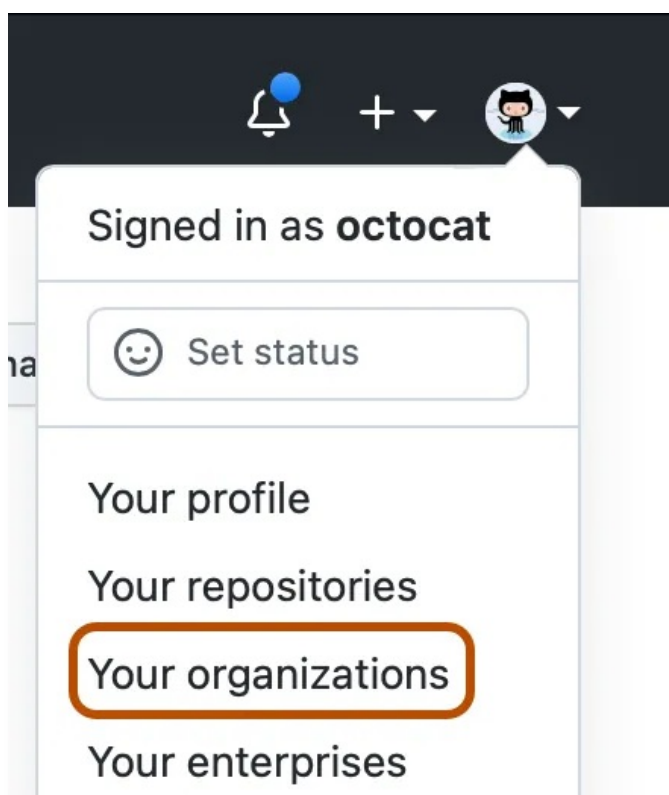 Signed in as octocat
Set status
Your profile
Your repositories
Your organizations
Your enterprises